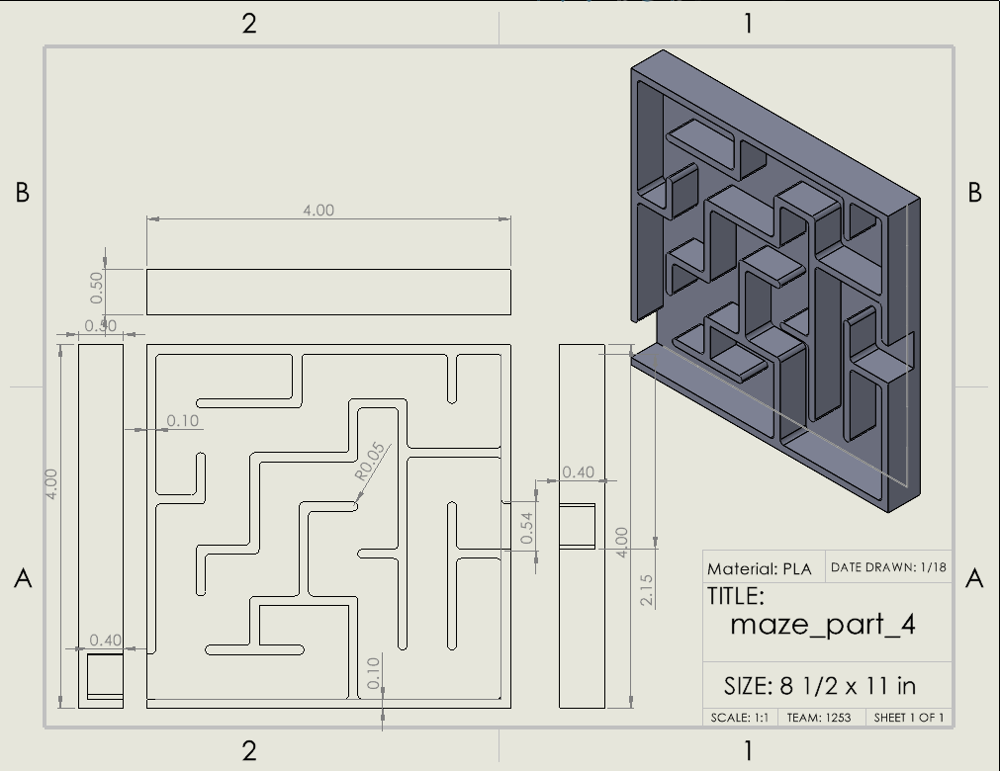 2
1
B
B
4.00
0.50
0.50
0.10
R0.05
4.00
0.40
0.54
4.00
2.15
A
A
0.40
0.10
Material: PLA
DATE DRAWN: 1/18
TITLE:
maze_part_4
SIZE: 8 1/2 x 11 in
SCALE: 1:1
TEAM: 1253
SHEET 1 OF 1
2
1